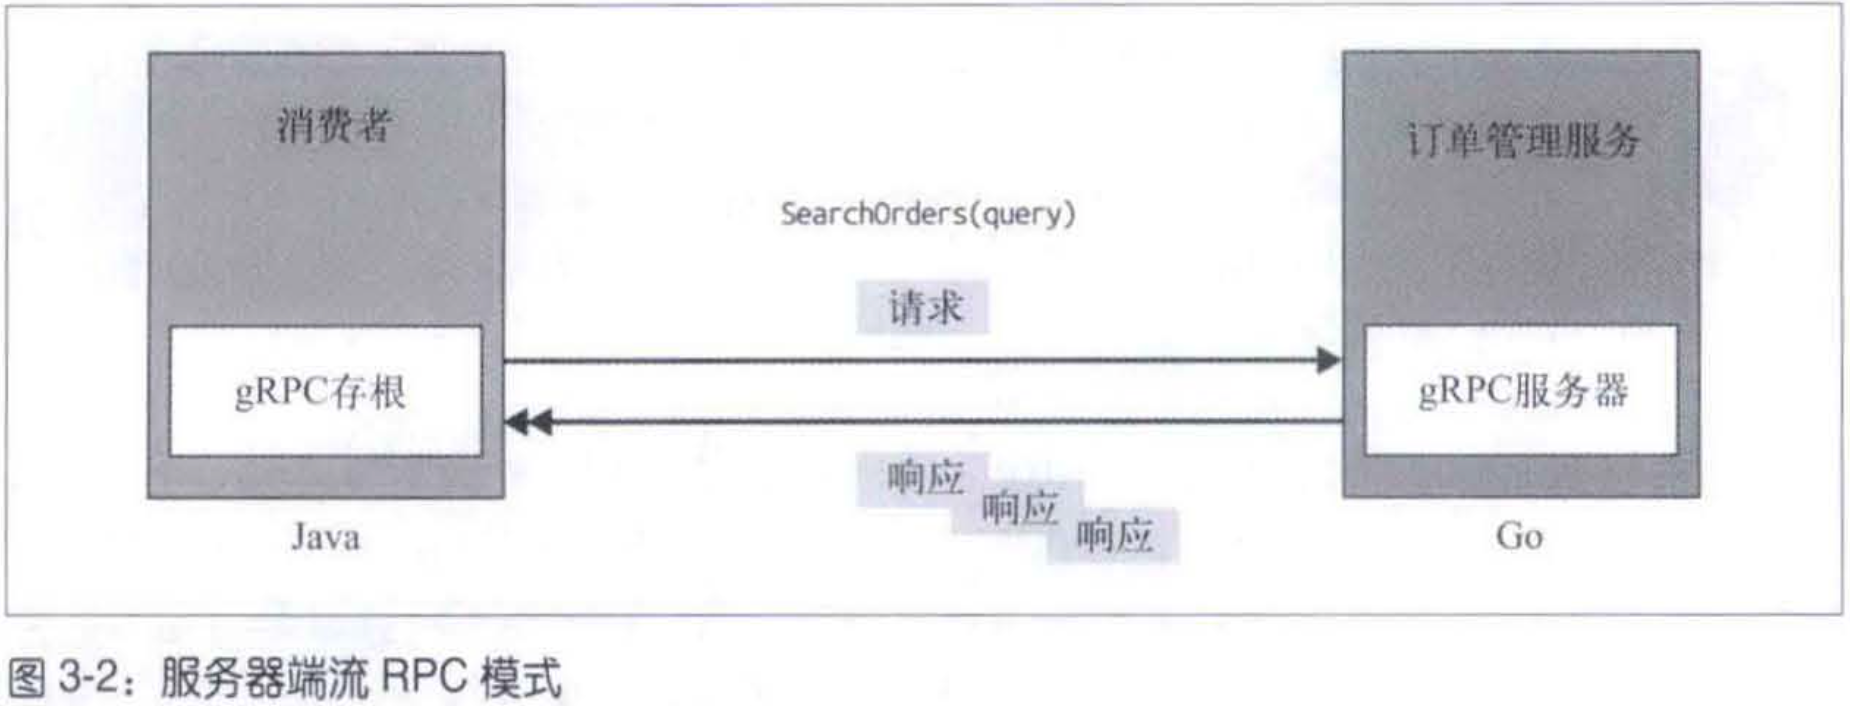 消费者
订单管理服务
SearchOrders(query)
请求
gRPC存根
gRPC服务器
响应
响应
响应
Java
Go
图 3-2：服务器端流 RPC 模式